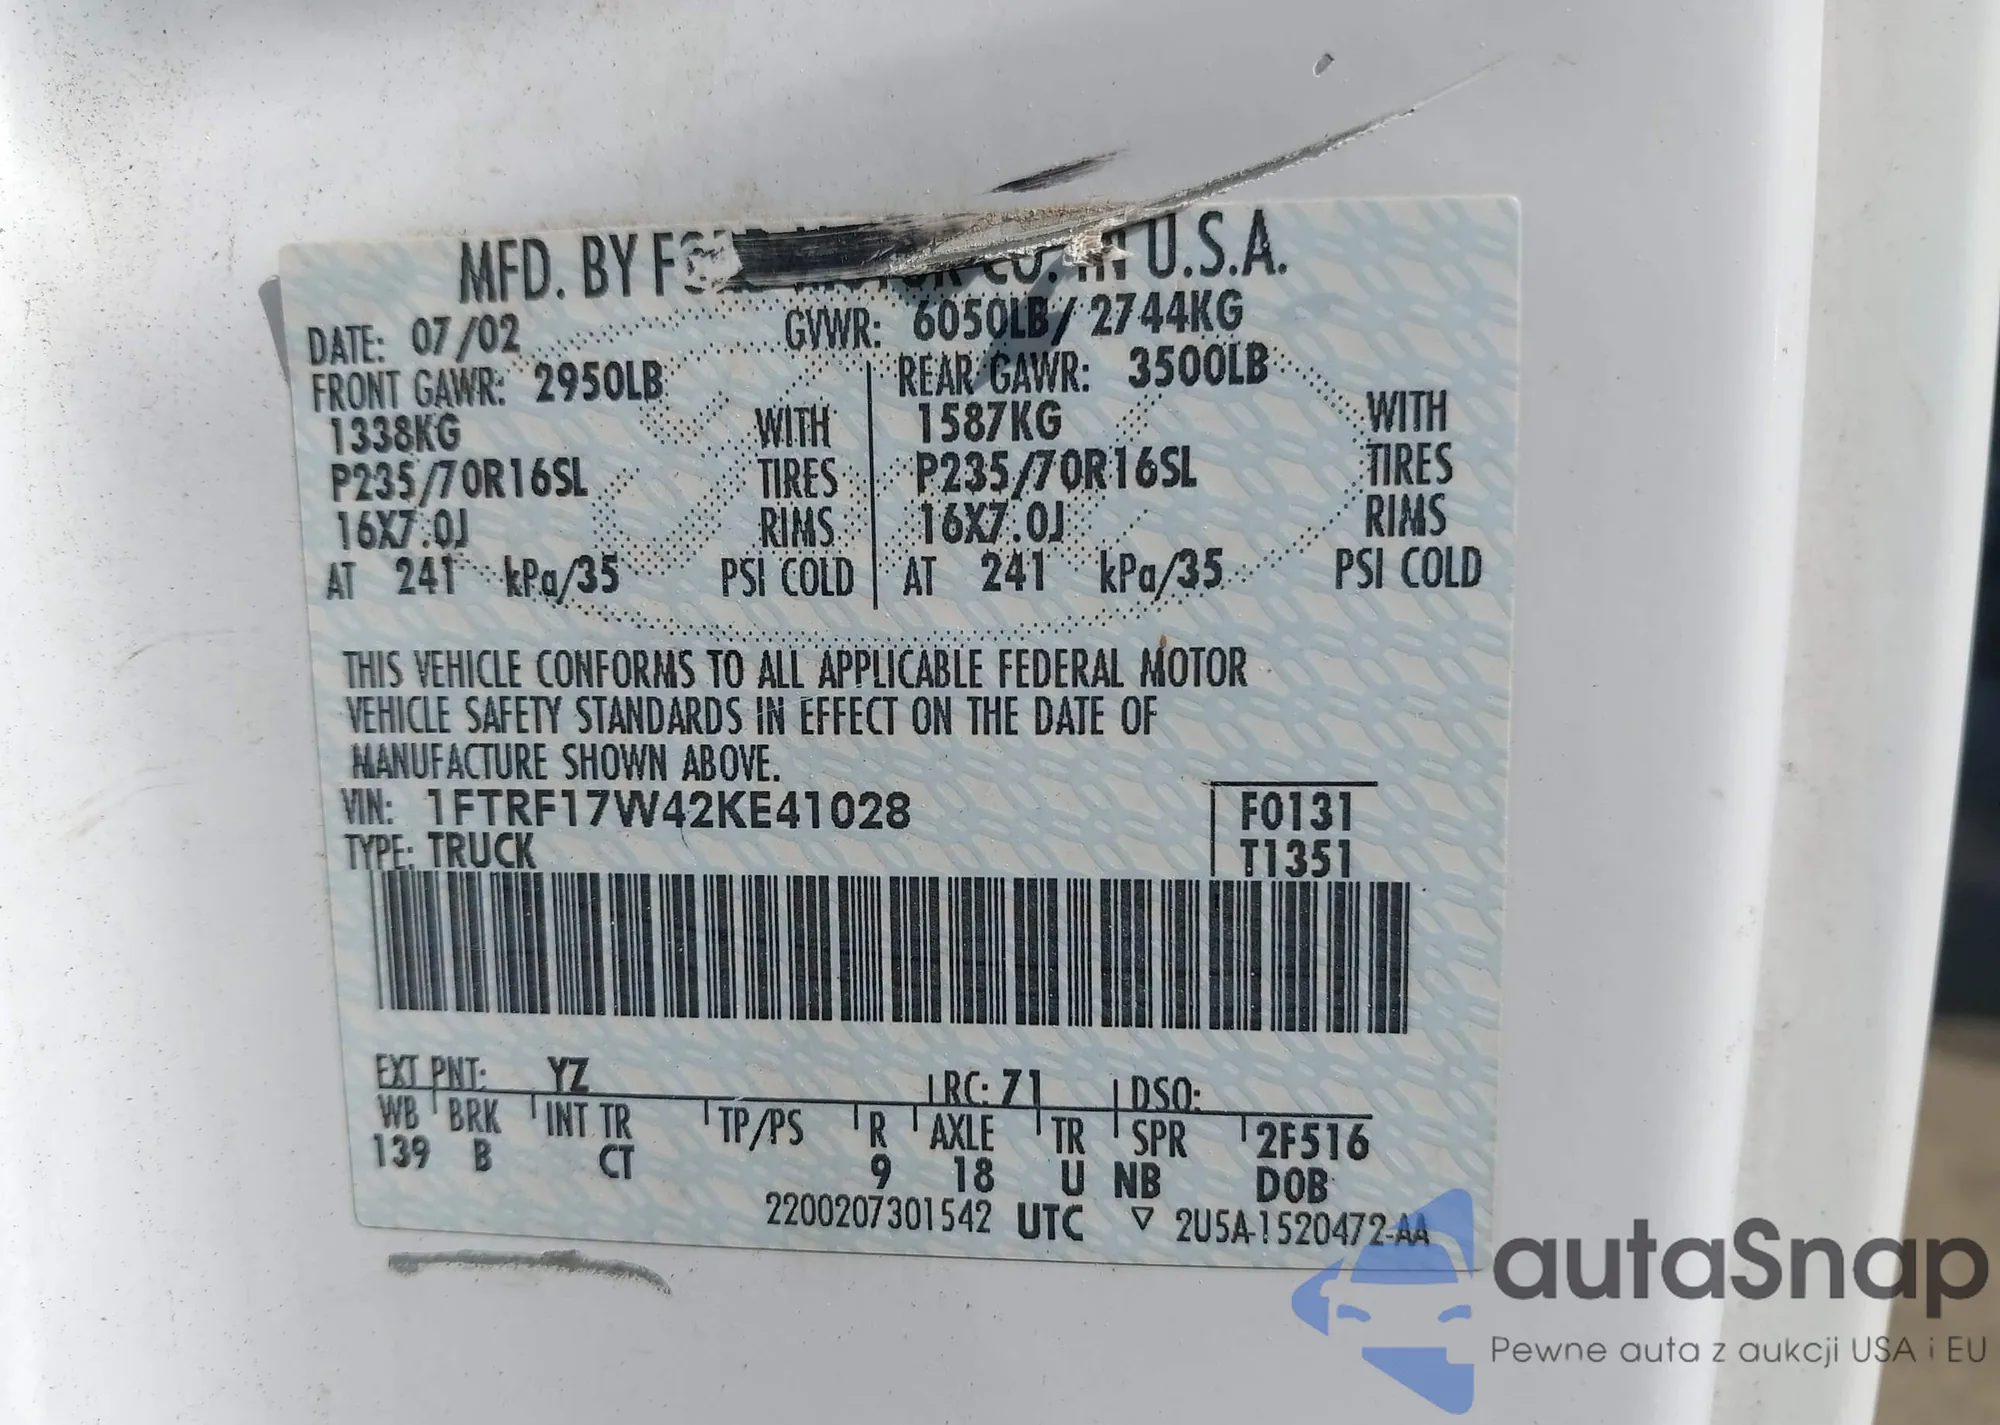 MFD. BY FORD MOTOR CO. IN U.S.A.
DATE: 07/02 GVWR: 6050LB/ 2744KG
FRONT GAWR: 2950LB REAR GAWR: 3500LB
1338KG WITH 1587KG WITH
P235/70R16SL TIRES P235/70R16SL TIRES
16X7.0J RIMS 16X7.0J RIMS
AT 241 kPa/35 PSI COLD AT 241 kPa/35 PSI COLD
THIS VEHICLE CONFORMS TO ALL APPLICABLE FEDERAL MOTOR
VEHICLE SAFETY STANDARDS IN EFFECT ON THE DATE OF
MANUFACTURE SHOWN ABOVE.
VIN: 1FTRF17W42KE41028 F0131
TYPE: TRUCK T1351
EXT PNT: YZ RC: 71 DSO:
WB BRK INT TR TP/PS R AXLE TR SPR 2F516
139 B CT 9 18 U NB DOB
2200207301542 UTC ▽ 2U5A-1520472-AA
autaSnap
Pewne auta z aukcji USA i EU